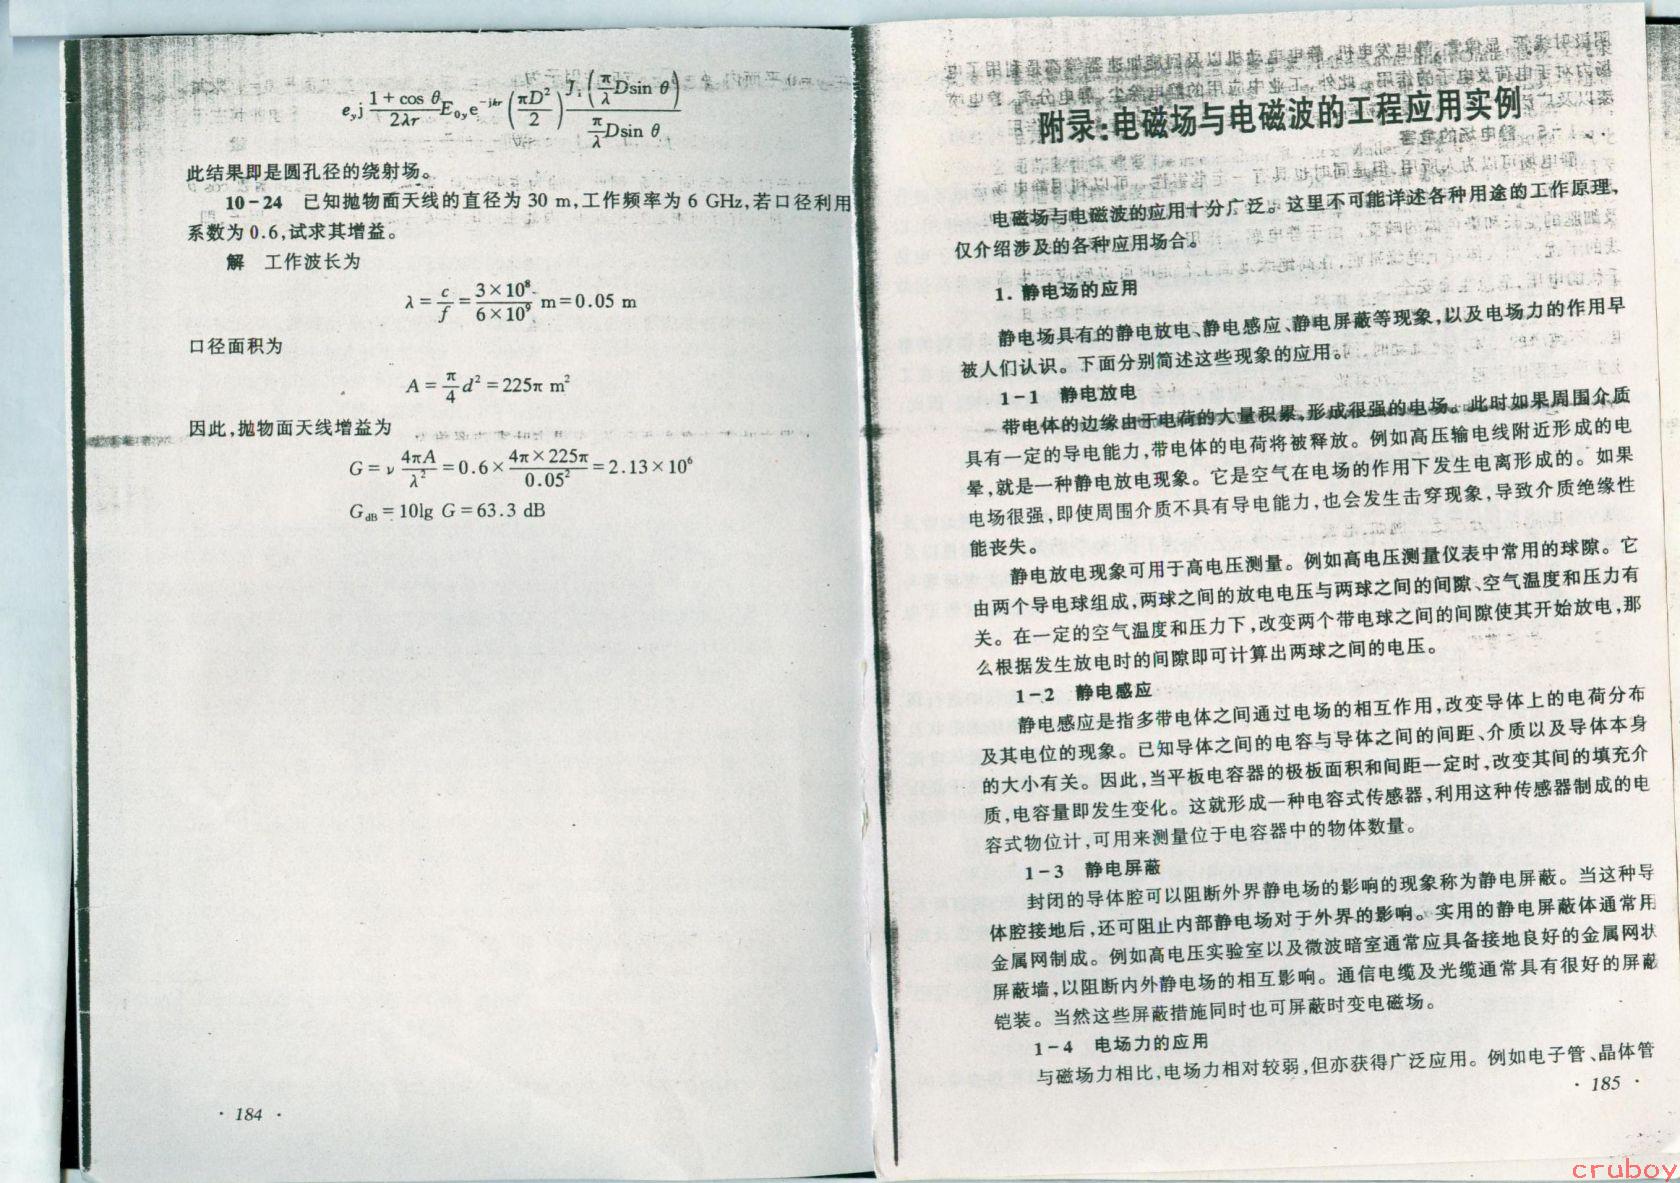 e_y j (1+cos θ)/(2λr) E_{0y} e^{-jkr} (πD²/2) J_1(π/λ D sin θ)/(π/λ D sin θ)
此结果即是圆孔径的绕射场。
10-24 已知抛物面天线的直径为 30 m,工作频率为 6 GHz,若口径利用
系数为 0.6,试求其增益。
解 工作波长为
λ = c/f = (3×10⁸)/(6×10⁹) m = 0.05 m
口径面积为
A = π/4 d² = 225π m²
因此,抛物面天线增益为
G = ν 4πA/λ² = 0.6× (4π×225π)/0.05² = 2.13×10⁶
G_dB = 10lg G = 63.3 dB
· 184 ·
附录:电磁场与电磁波的工程应用实例
电磁场与电磁波的应用十分广泛。这里不可能详述各种用途的工作原理,
仅介绍涉及的各种应用场合。
1. 静电场的应用
静电场具有的静电放电、静电感应、静电屏蔽等现象,以及电场力的作用早
被人们认识。下面分别简述这些现象的应用。
1-1 静电放电
带电体的边缘由于电荷的大量积累,形成很强的电场。此时如果周围介质
具有一定的导电能力,带电体的电荷将被释放。例如高压输电线附近形成的电
晕,就是一种静电放电现象。它是空气在电场的作用下发生电离形成的。如果
电场很强,即使周围介质不具有导电能力,也会发生击穿现象,导致介质绝缘性
能丧失。
静电放电现象可用于高电压测量。例如高电压测量仪表中常用的球隙。它
由两个导电球组成,两球之间的放电电压与两球之间的间隙、空气温度和压力有
关。在一定的空气温度和压力下,改变两个带电球之间的间隙使其开始放电,那
么根据发生放电时的间隙即可计算出两球之间的电压。
1-2 静电感应
静电感应是指多带电体之间通过电场的相互作用,改变导体上的电荷分布
及其电位的现象。已知导体之间的电容与导体之间的间距、介质以及导体本身
的大小有关。因此,当平板电容器的极板面积和间距一定时,改变其间的填充介
质,电容量即发生变化。这就形成一种电容式传感器,利用这种传感器制成的电
容式物位计,可用来测量位于电容器中的物体数量。
1-3 静电屏蔽
封闭的导体腔可以阻断外界静电场的影响的现象称为静电屏蔽。当这种导
体腔接地后,还可阻止内部静电场对于外界的影响。实用的静电屏蔽体通常用
金属网制成。例如高电压实验室以及微波暗室通常应具备接地良好的金属网状
屏蔽墙,以阻断内外静电场的相互影响。通信电缆及光缆通常具有很好的屏蔽
铠装。当然这些屏蔽措施同时也可屏蔽时变电磁场。
1-4 电场力的应用
与磁场力相比,电场力相对较弱,但亦获得广泛应用。例如电子管、晶体管
· 185 ·
cruboy